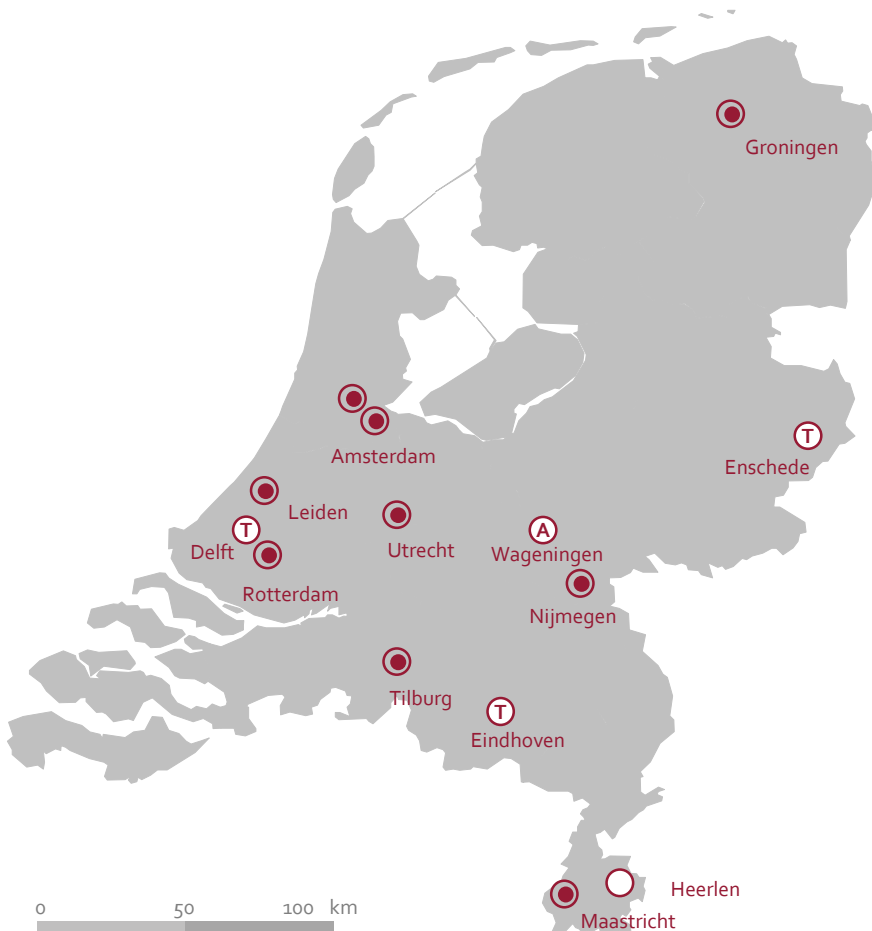 Groningen
Amsterdam
T
Enschede
Leiden
T
Delft
Utrecht
A
Wageningen
Rotterdam
Nijmegen
Tilburg
T
Eindhoven
Heerlen
Maastricht
0 50 100 km